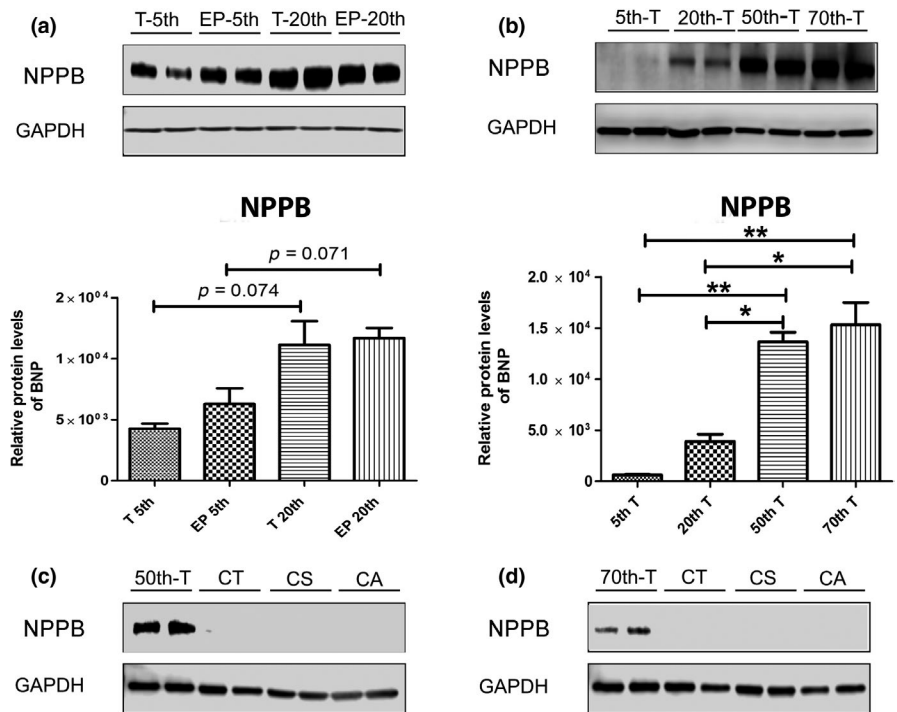 (a)
T-5th EP-5th T-20th EP-20th
NPPB
GAPDH
NPPB
p = 0.071
p = 0.074
Relative protein levels of BNP
2 × 10⁰⁴
1 × 10⁰⁴
5 × 10⁰³
0
T 5th
EP 5th
T 20th
EP 20th
(b)
5th-T 20th-T 50th-T 70th-T
NPPB
GAPDH
NPPB
**
*
**
*
Relative protein levels of BNP
2.0 × 10⁴
1.5 × 10⁴
1.0 × 10⁴
5.0 × 10³
0
5th T
20th T
50th T
70th T
(c)
50th-T CT CS CA
NPPB
GAPDH
(d)
70th-T CT CS CA
NPPB
GAPDH